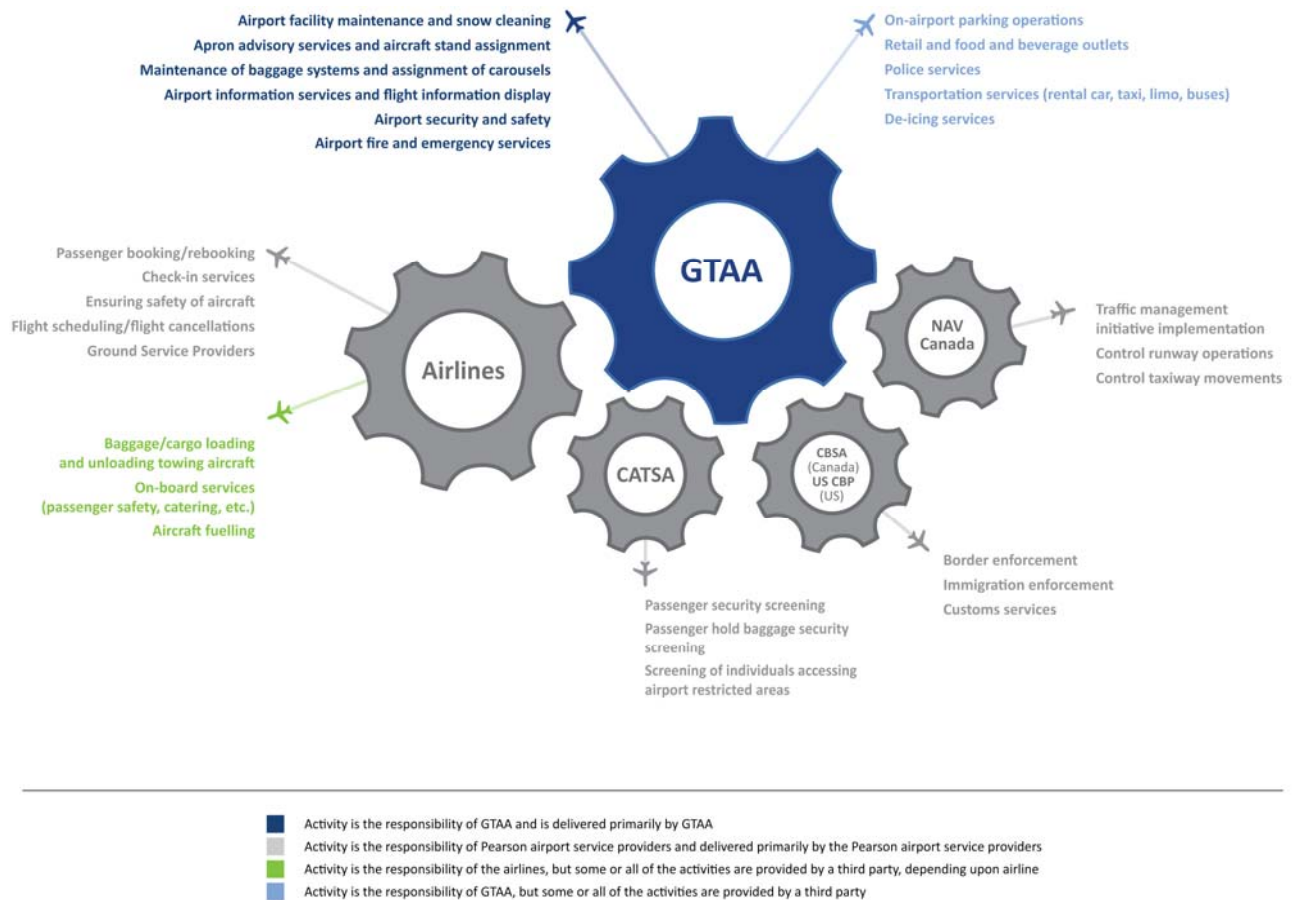 Airport facility maintenance and snow cleaning
Apron advisory services and aircraft stand assignment
Maintenance of baggage systems and assignment of carousels
Airport information services and flight information display
Airport security and safety
Airport fire and emergency services
On-airport parking operations
Retail and food and beverage outlets
Police services
Transportation services (rental car, taxi, limo, buses)
De-icing services
GTAA
Passenger booking/rebooking
Check-in services
Ensuring safety of aircraft
Flight scheduling/flight cancellations
Ground Service Providers
Airlines
NAV
Canada
Traffic management
initiative implementation
Control runway operations
Control taxiway movements
Baggage/cargo loading
and unloading towing aircraft
On-board services
(passenger safety, catering, etc.)
Aircraft fuelling
CATSA
CBSA
(Canada)
US CBP
(US)
Passenger security screening
Passenger hold baggage security
screening
Screening of individuals accessing
airport restricted areas
Border enforcement
Immigration enforcement
Customs services
Activity is the responsibility of GTAA and is delivered primarily by GTAA
Activity is the responsibility of Pearson airport service providers and delivered primarily by the Pearson airport service providers
Activity is the responsibility of the airlines, but some or all of the activities are provided by a third party, depending upon airline
Activity is the responsibility of GTAA, but some or all of the activities are provided by a third party